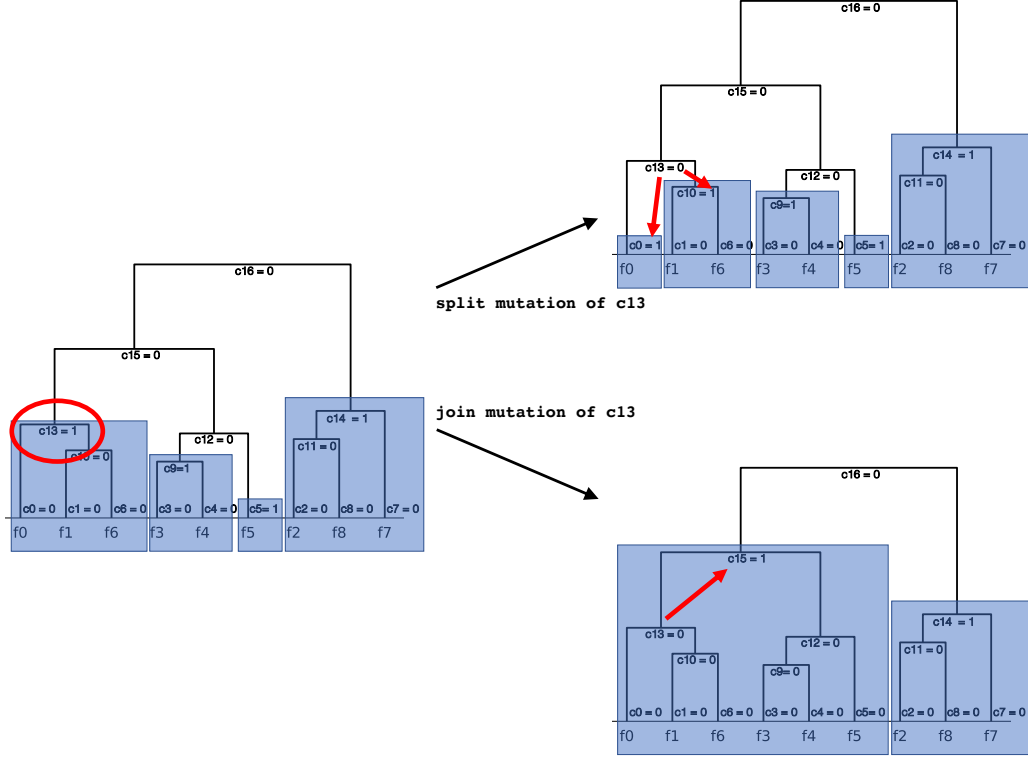 c16 = 0
c15 = 0
c13 = 0
c14 = 1
c12 = 0
c11 = 0
c10 = 1
c9=1
c0 = 1 c1 = 0 c6 = 0 c3 = 0 c4 = 0 c5= 1 c2 = 0 c8 = 0 c7 = 0
f0 f1 f6 f3 f4 f5 f2 f8 f7
split mutation of c13
c16 = 0
c15 = 0
c13 = 1
c14 = 1
c12 = 0
c11 = 0
c10 = 0
c9=1
c0 = 0 c1 = 0 c6 = 0 c3 = 0 c4 = 0 c5= 1 c2 = 0 c8 = 0 c7 = 0
f0 f1 f6 f3 f4 f5 f2 f8 f7
join mutation of c13
c16 = 0
c15 = 1
c13 = 0
c14 = 1
c12 = 0
c11 = 0
c10 = 0
c9= 0
c0 = 0 c1 = 0 c6 = 0 c3 = 0 c4 = 0 c5= 0 c2 = 0 c8 = 0 c7 = 0
f0 f1 f6 f3 f4 f5 f2 f8 f7